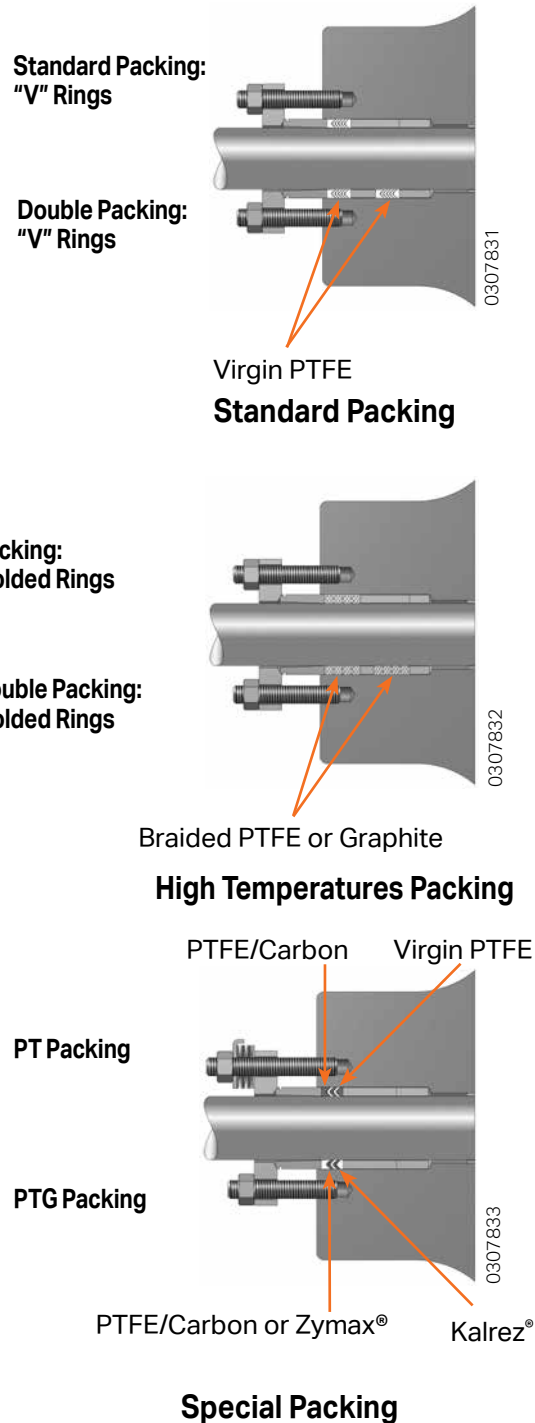 Standard Packing:
“V” Rings
Double Packing:
“V” Rings
0307831
Virgin PTFE
Standard Packing
cking:
olded Rings
uble Packing:
olded Rings
0307832
Braided PTFE or Graphite
High Temperatures Packing
PTFE/Carbon Virgin PTFE
PT Packing
PTG Packing
0307833
PTFE/Carbon or Zymax® Kalrez®
Special Packing